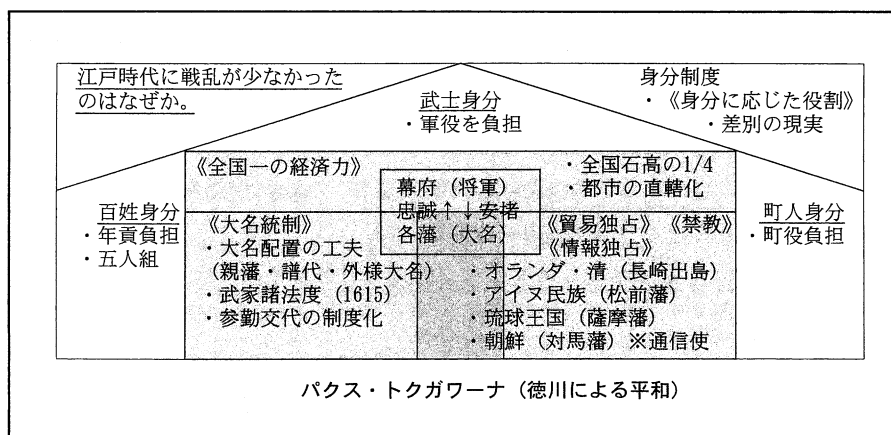 江戸時代に戦乱が少なかった
のはなぜか。
武士身分
・軍役を負担
身分制度
・《身分に応じた役割》
・差別の現実
《全国一の経済力》
・全国石高の1/4
・都市の直轄化
幕府（将軍）
忠誠↑↓安堵
各藩（大名）
百姓身分
・年貢負担
・五人組
《大名統制》
・大名配置の工夫
（親藩・譜代・外様大名）
・武家諸法度（1615）
・参勤交代の制度化
《貿易独占》《禁教》
《情報独占》
・オランダ・清（長崎出島）
・アイヌ民族（松前藩）
・琉球王国（薩摩藩）
・朝鮮（対馬藩）※通信使
町人身分
・町役負担
パクス・トクガワーナ（徳川による平和）